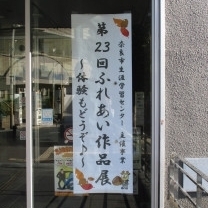 奈良市生涯学習センター 主催事業
第23回ふれあい作品展
～体験もどうぞ♪～